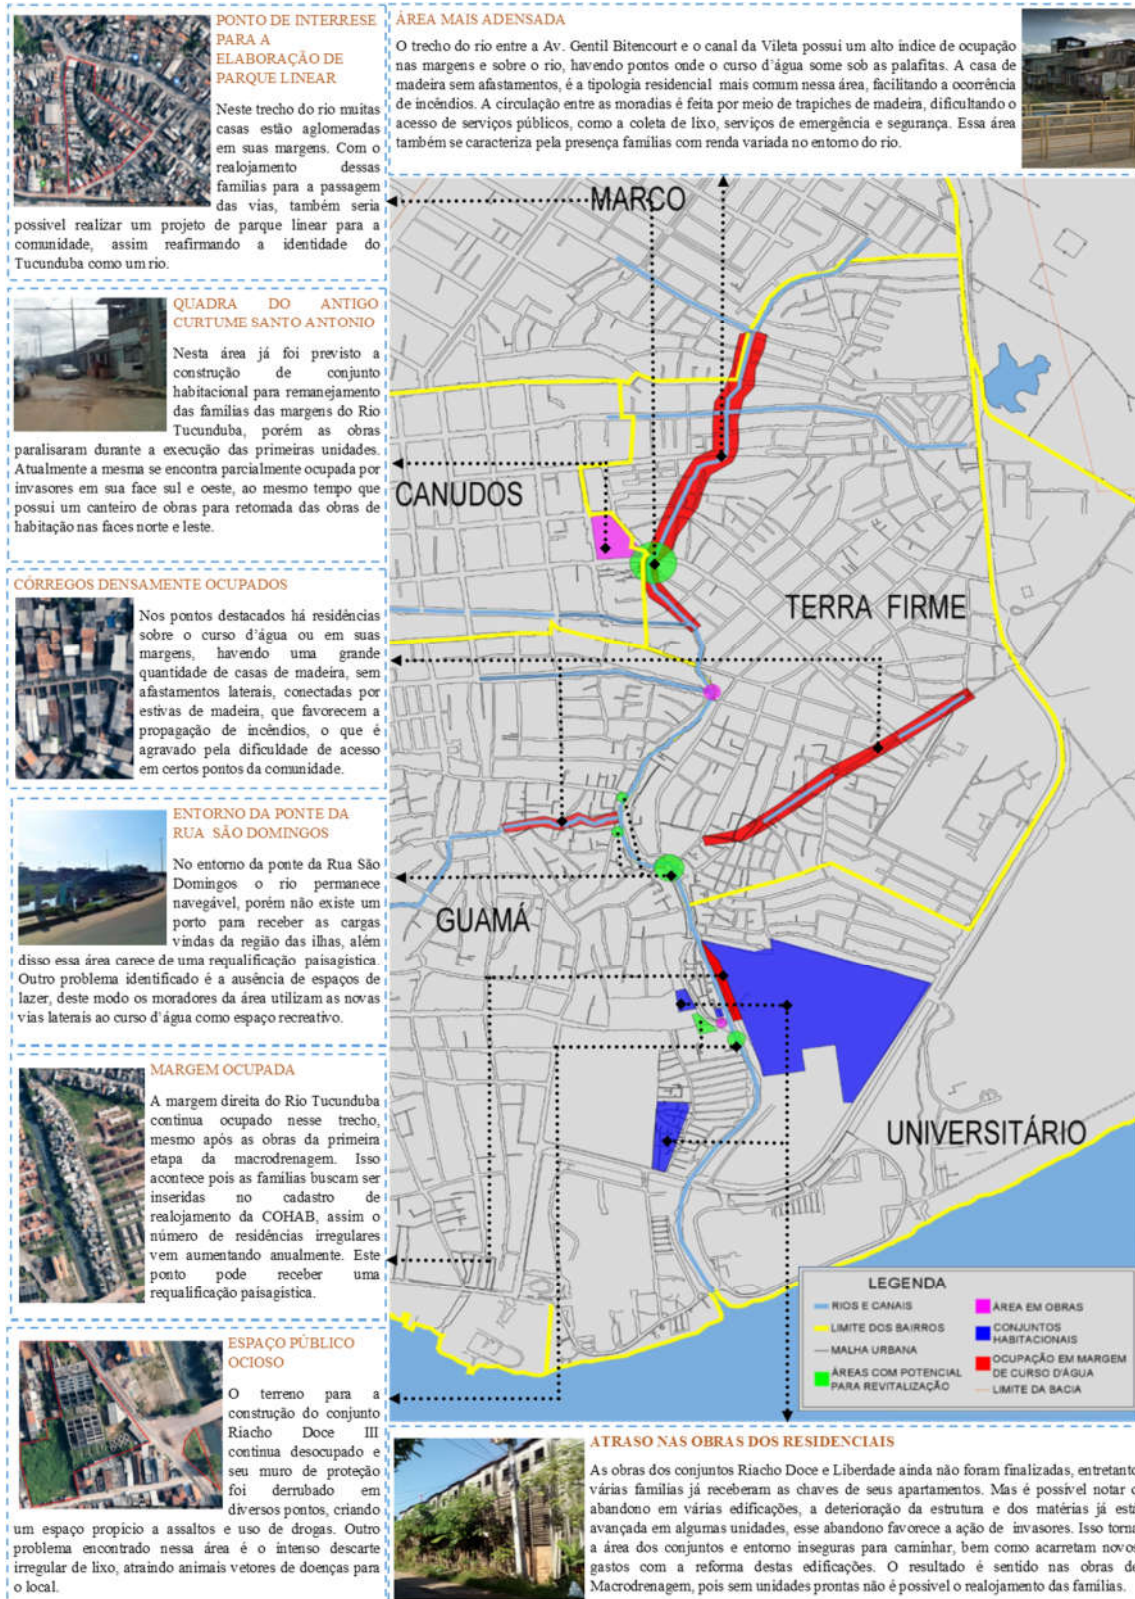 PONTO DE INTERRESE
PARA A
ELABORAÇÃO DE
PARQUE LINEAR
Neste trecho do rio muitas
casas estão aglomeradas
em suas margens. Com o
realojamento dessas
famílias para a passagem
das vias, também seria
possivel realizar um projeto de parque linear para a
comunidade, assim reafirmando a identidade do
Tucunduba como um rio.
ÁREA MAIS ADENSADA
O trecho do rio entre a Av. Gentil Bitencourt e o canal da Vileta possui um alto índice de ocupação
nas margens e sobre o rio, havendo pontos onde o curso d'água some sob as palafitas. A casa de
madeira sem afastamentos, é a tipologia residencial mais comum nessa área, facilitando a ocorrência
de incêndios. A circulação entre as moradias é feita por meio de trapiches de madeira, dificultando o
acesso de serviços públicos, como a coleta de lixo, serviços de emergência e segurança. Essa área
também se caracteriza pela presença famílias com renda variada no entorno do rio.
QUADRA DO ANTIGO
CURTUME SANTO ANTONIO
Nesta área já foi previsto a
construção de conjunto
habitacional para remanejamento
das famílias das margens do Rio
Tucunduba, porém as obras
paralisaram durante a execução das primeiras unidades.
Atualmente a mesma se encontra parcialmente ocupada por
invasores em sua face sul e oeste, ao mesmo tempo que
possui um canteiro de obras para retomada das obras de
habitação nas faces norte e leste.
CÓRREGOS DENSAMENTE OCUPADOS
Nos pontos destacados há residências
sobre o curso d'água ou em suas
margens, havendo uma grande
quantidade de casas de madeira, sem
afastamentos laterais, conectadas por
estivas de madeira, que favorecem a
propagação de incêndios, o que é
agravado pela dificuldade de acesso
em certos pontos da comunidade.
ENTORNO DA PONTE DA
RUA SÃO DOMINGOS
No entorno da ponte da Rua São
Domingos o rio permanece
navegável, porém não existe um
porto para receber as cargas
vindas da região das ilhas, além
disso essa área carece de uma requalificação paisagística.
Outro problema identificado é a ausência de espaços de
lazer, deste modo os moradores da área utilizam as novas
vias laterais ao curso d'água como espaço recreativo.
MARGEM OCUPADA
A margem direita do Rio Tucunduba
continua ocupado nesse trecho,
mesmo após as obras da primeira
etapa da macrodrenagem. Isso
acontece pois as famílias buscam ser
inseridas no cadastro de
realojamento da COHAB, assim o
número de residências irregulares
vem aumentando anualmente. Este
ponto pode receber uma
requalificação paisagística.
ESPAÇO PÚBLICO
OCIOSO
O terreno para a
construção do conjunto
Riacho Doce III
continua desocupado e
seu muro de proteção
foi derrubado em
diversos pontos, criando
um espaço propício a assaltos e uso de drogas. Outro
problema encontrado nessa área é o intenso descarte
irregular de lixo, atraindo animais vetores de doenças para
o local.
MARCO
CANUDOS
TERRA FIRME
GUAMÁ
UNIVERSITÁRIO
LEGENDA
RIOS E CANAIS
LIMITE DOS BAIRROS
MALHA URBANA
ÁREAS COM POTENCIAL
PARA REVITALIZAÇÃO
ÁREA EM OBRAS
CONJUNTOS
HABITACIONAIS
OCUPAÇÃO EM MARGEM
DE CURSO D'ÁGUA
LIMITE DA BACIA
ATRASO NAS OBRAS DOS RESIDENCIAIS
As obras dos conjuntos Riacho Doce e Liberdade ainda não foram finalizadas, entretanto
várias famílias já receberam as chaves de seus apartamentos. Mas é possível notar o
abandono em várias edificações, a deterioração da estrutura e dos matérias já está
avançada em algumas unidades, esse abandono favorece a ação de invasores. Isso torna
a área dos conjuntos e entorno inseguras para caminhar, bem como acarretam novos
gastos com a reforma destas edificações. O resultado é sentido nas obras de
Macrodrenagem, pois sem unidades prontas não é possivel o realojamento das famílias.